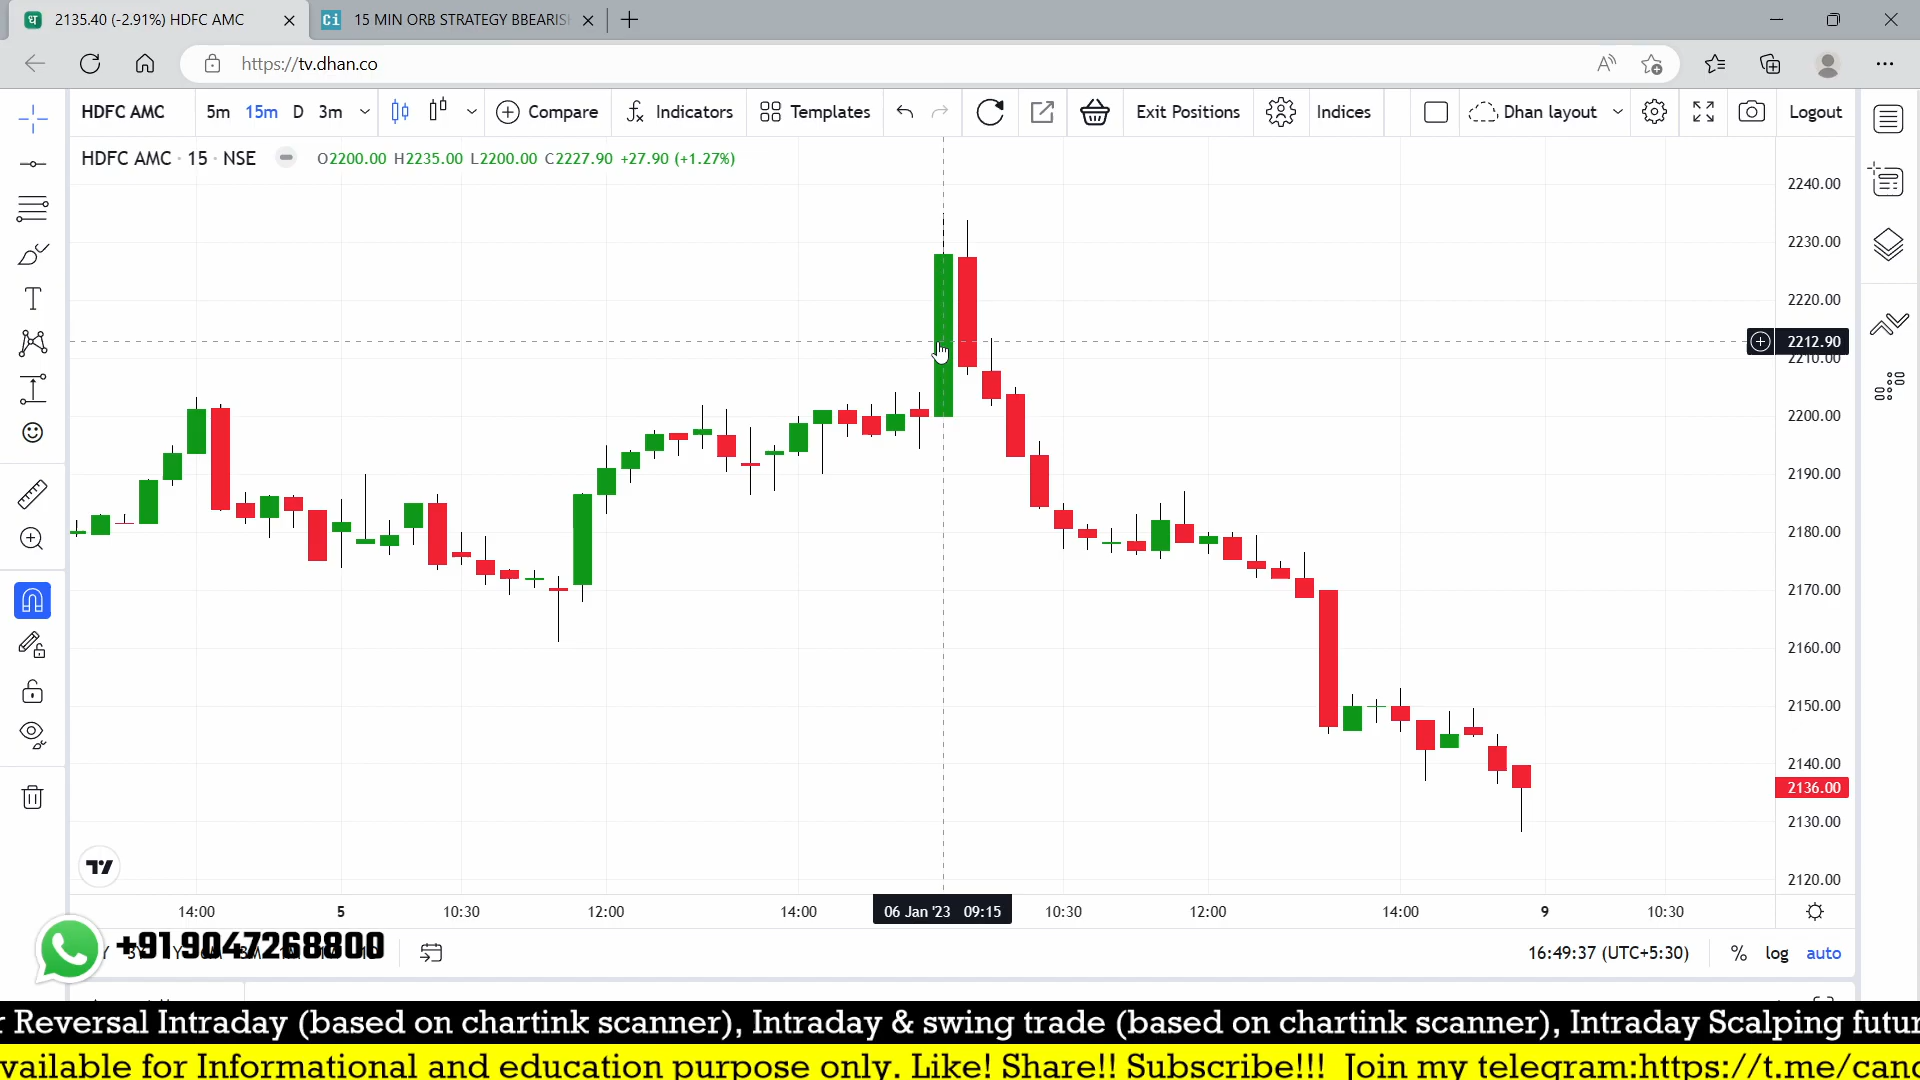 2135.40 (-2.91%) HDFC AMC
15 MIN ORB STRATEGY BBEARIS
https://tv.dhan.co
HDFC AMC 5m 15m D 3m Compare Indicators Templates Exit Positions Indices Dhan layout Logout
HDFC AMC · 15 · NSE O2200.00 H2235.00 L2200.00 C2227.90 +27.90 (+1.27%)
2240.00
2230.00
2220.00
2212.90
2210.00
2200.00
2190.00
2180.00
2170.00
2160.00
2150.00
2140.00
2136.00
2130.00
2120.00
14:00 5 10:30 12:00 14:00 06 Jan '23 09:15 10:30 12:00 14:00 9 10:30
+91 9047268800
16:49:37 (UTC+5:30) % log auto
r Reversal Intraday (based on chartink scanner), Intraday & swing trade (based on chartink scanner), Intraday Scalping futur
vailable for Informational and education purpose only. Like! Share!! Subscribe!!! Join my telegram:https://t.me/canc